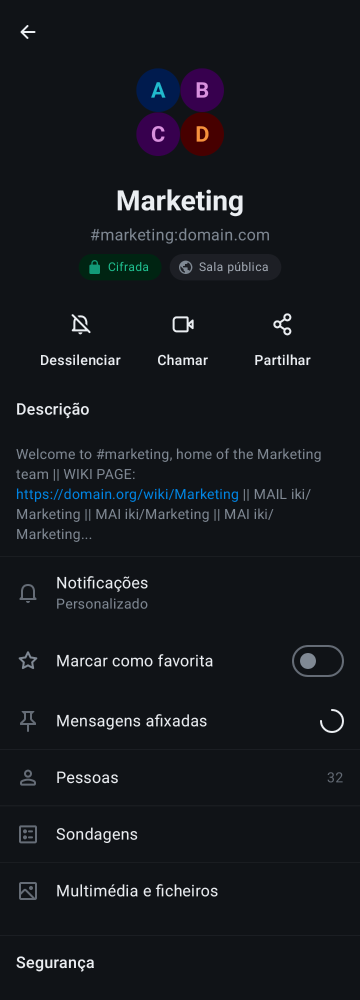 A B
C D
Marketing
#marketing:domain.com
Cifrada Sala pública
Dessilenciar Chamar Partilhar
Descrição
Welcome to #marketing, home of the Marketing
team || WIKI PAGE:
https://domain.org/wiki/Marketing || MAIL iki/
Marketing || MAI iki/Marketing || MAI iki/
Marketing...
Notificações
Personalizado
Marcar como favorita
Mensagens afixadas
Pessoas 32
Sondagens
Multimédia e ficheiros
Segurança